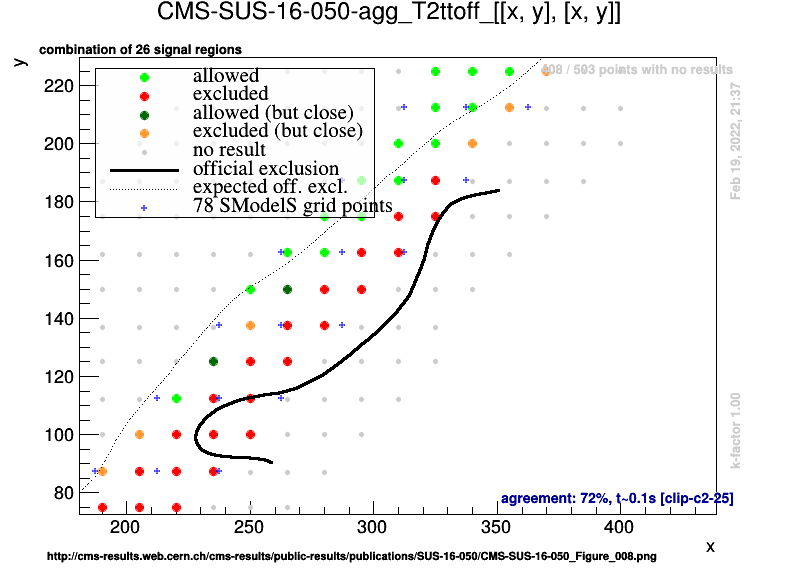 CMS-SUS-16-050-agg_T2ttoff_[[x, y], [x, y]]
combination of 26 signal regions
y
408 / 503 points with no results
allowed
excluded
allowed (but close)
excluded (but close)
no result
official exclusion
expected off. excl.
78 SModelS grid points
220
200
180
160
140
120
100
80
Feb 19, 2022, 21:37
k-factor 1.00
agreement: 72%, t~0.1s [clip-c2-25]
200 250 300 350 400
x
http://cms-results.web.cern.ch/cms-results/public-results/publications/SUS-16-050/CMS-SUS-16-050_Figure_008.png